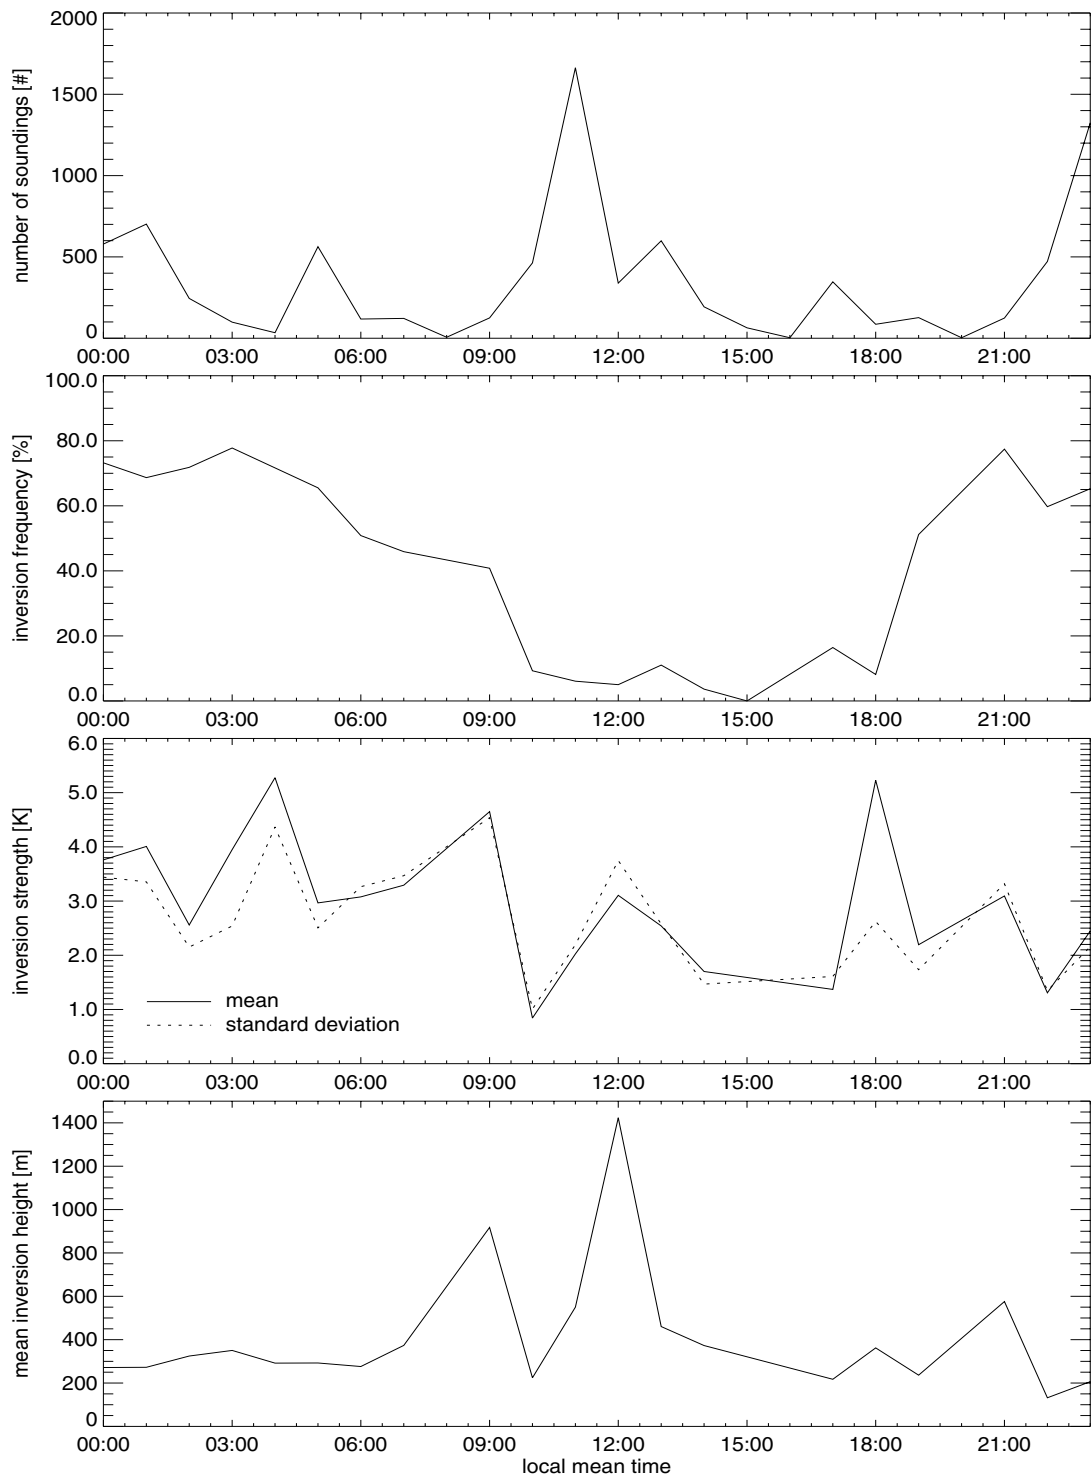 number of soundings [#]
2000
1500
1000
500
0
00:00 03:00 06:00 09:00 12:00 15:00 18:00 21:00
inversion frequency [%]
100.0
80.0
60.0
40.0
20.0
0.0
00:00 03:00 06:00 09:00 12:00 15:00 18:00 21:00
inversion strength [K]
6.0
5.0
4.0
3.0
2.0
1.0
0.0
mean
standard deviation
00:00 03:00 06:00 09:00 12:00 15:00 18:00 21:00
mean inversion height [m]
1400
1200
1000
800
600
400
200
0
00:00 03:00 06:00 09:00 12:00 15:00 18:00 21:00
local mean time